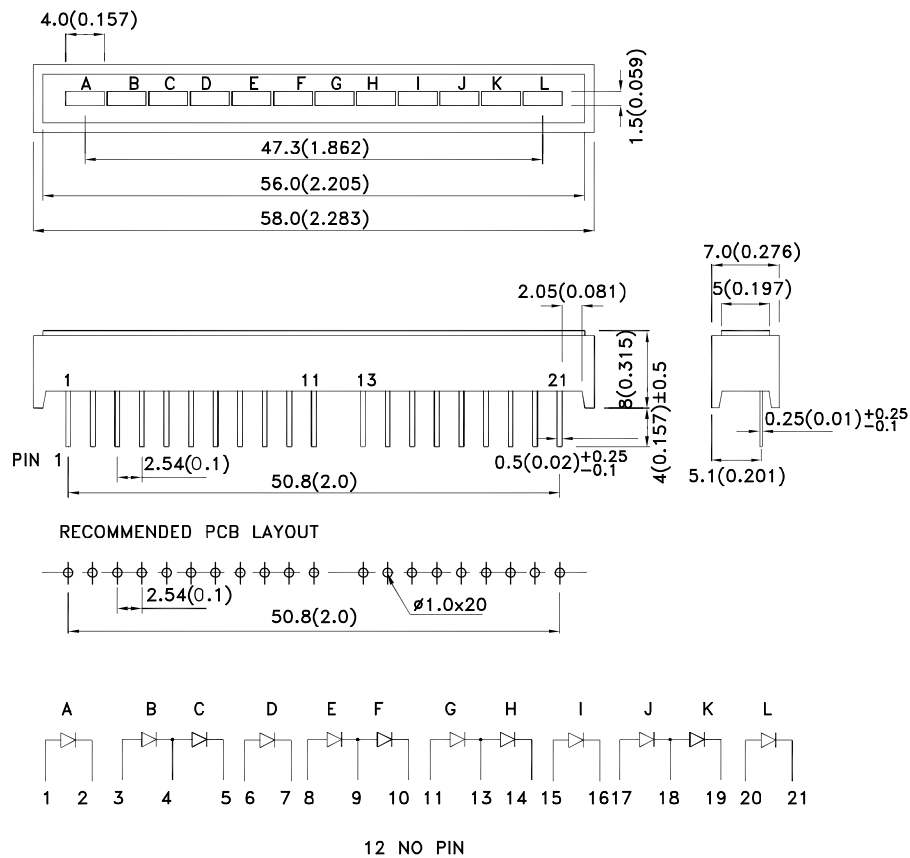 4.0(0.157)
A B C D E F G H I J K L
1.5(0.059)
47.3(1.862)
56.0(2.205)
58.0(2.283)
7.0(0.276)
2.05(0.081)
5(0.197)
8(0.315)
1 11 13 21
4(0.157)±0.5
0.25(0.01)+0.25 -0.1
PIN 1
2.54(0.1)
0.5(0.02)+0.25 -0.1
5.1(0.201)
50.8(2.0)
RECOMMENDED PCB LAYOUT
2.54(0.1)
ø1.0x20
50.8(2.0)
A B C D E F G H I J K L
1 2 3 4 5 6 7 8 9 10 11 13 14 15 16 17 18 19 20 21
12 NO PIN